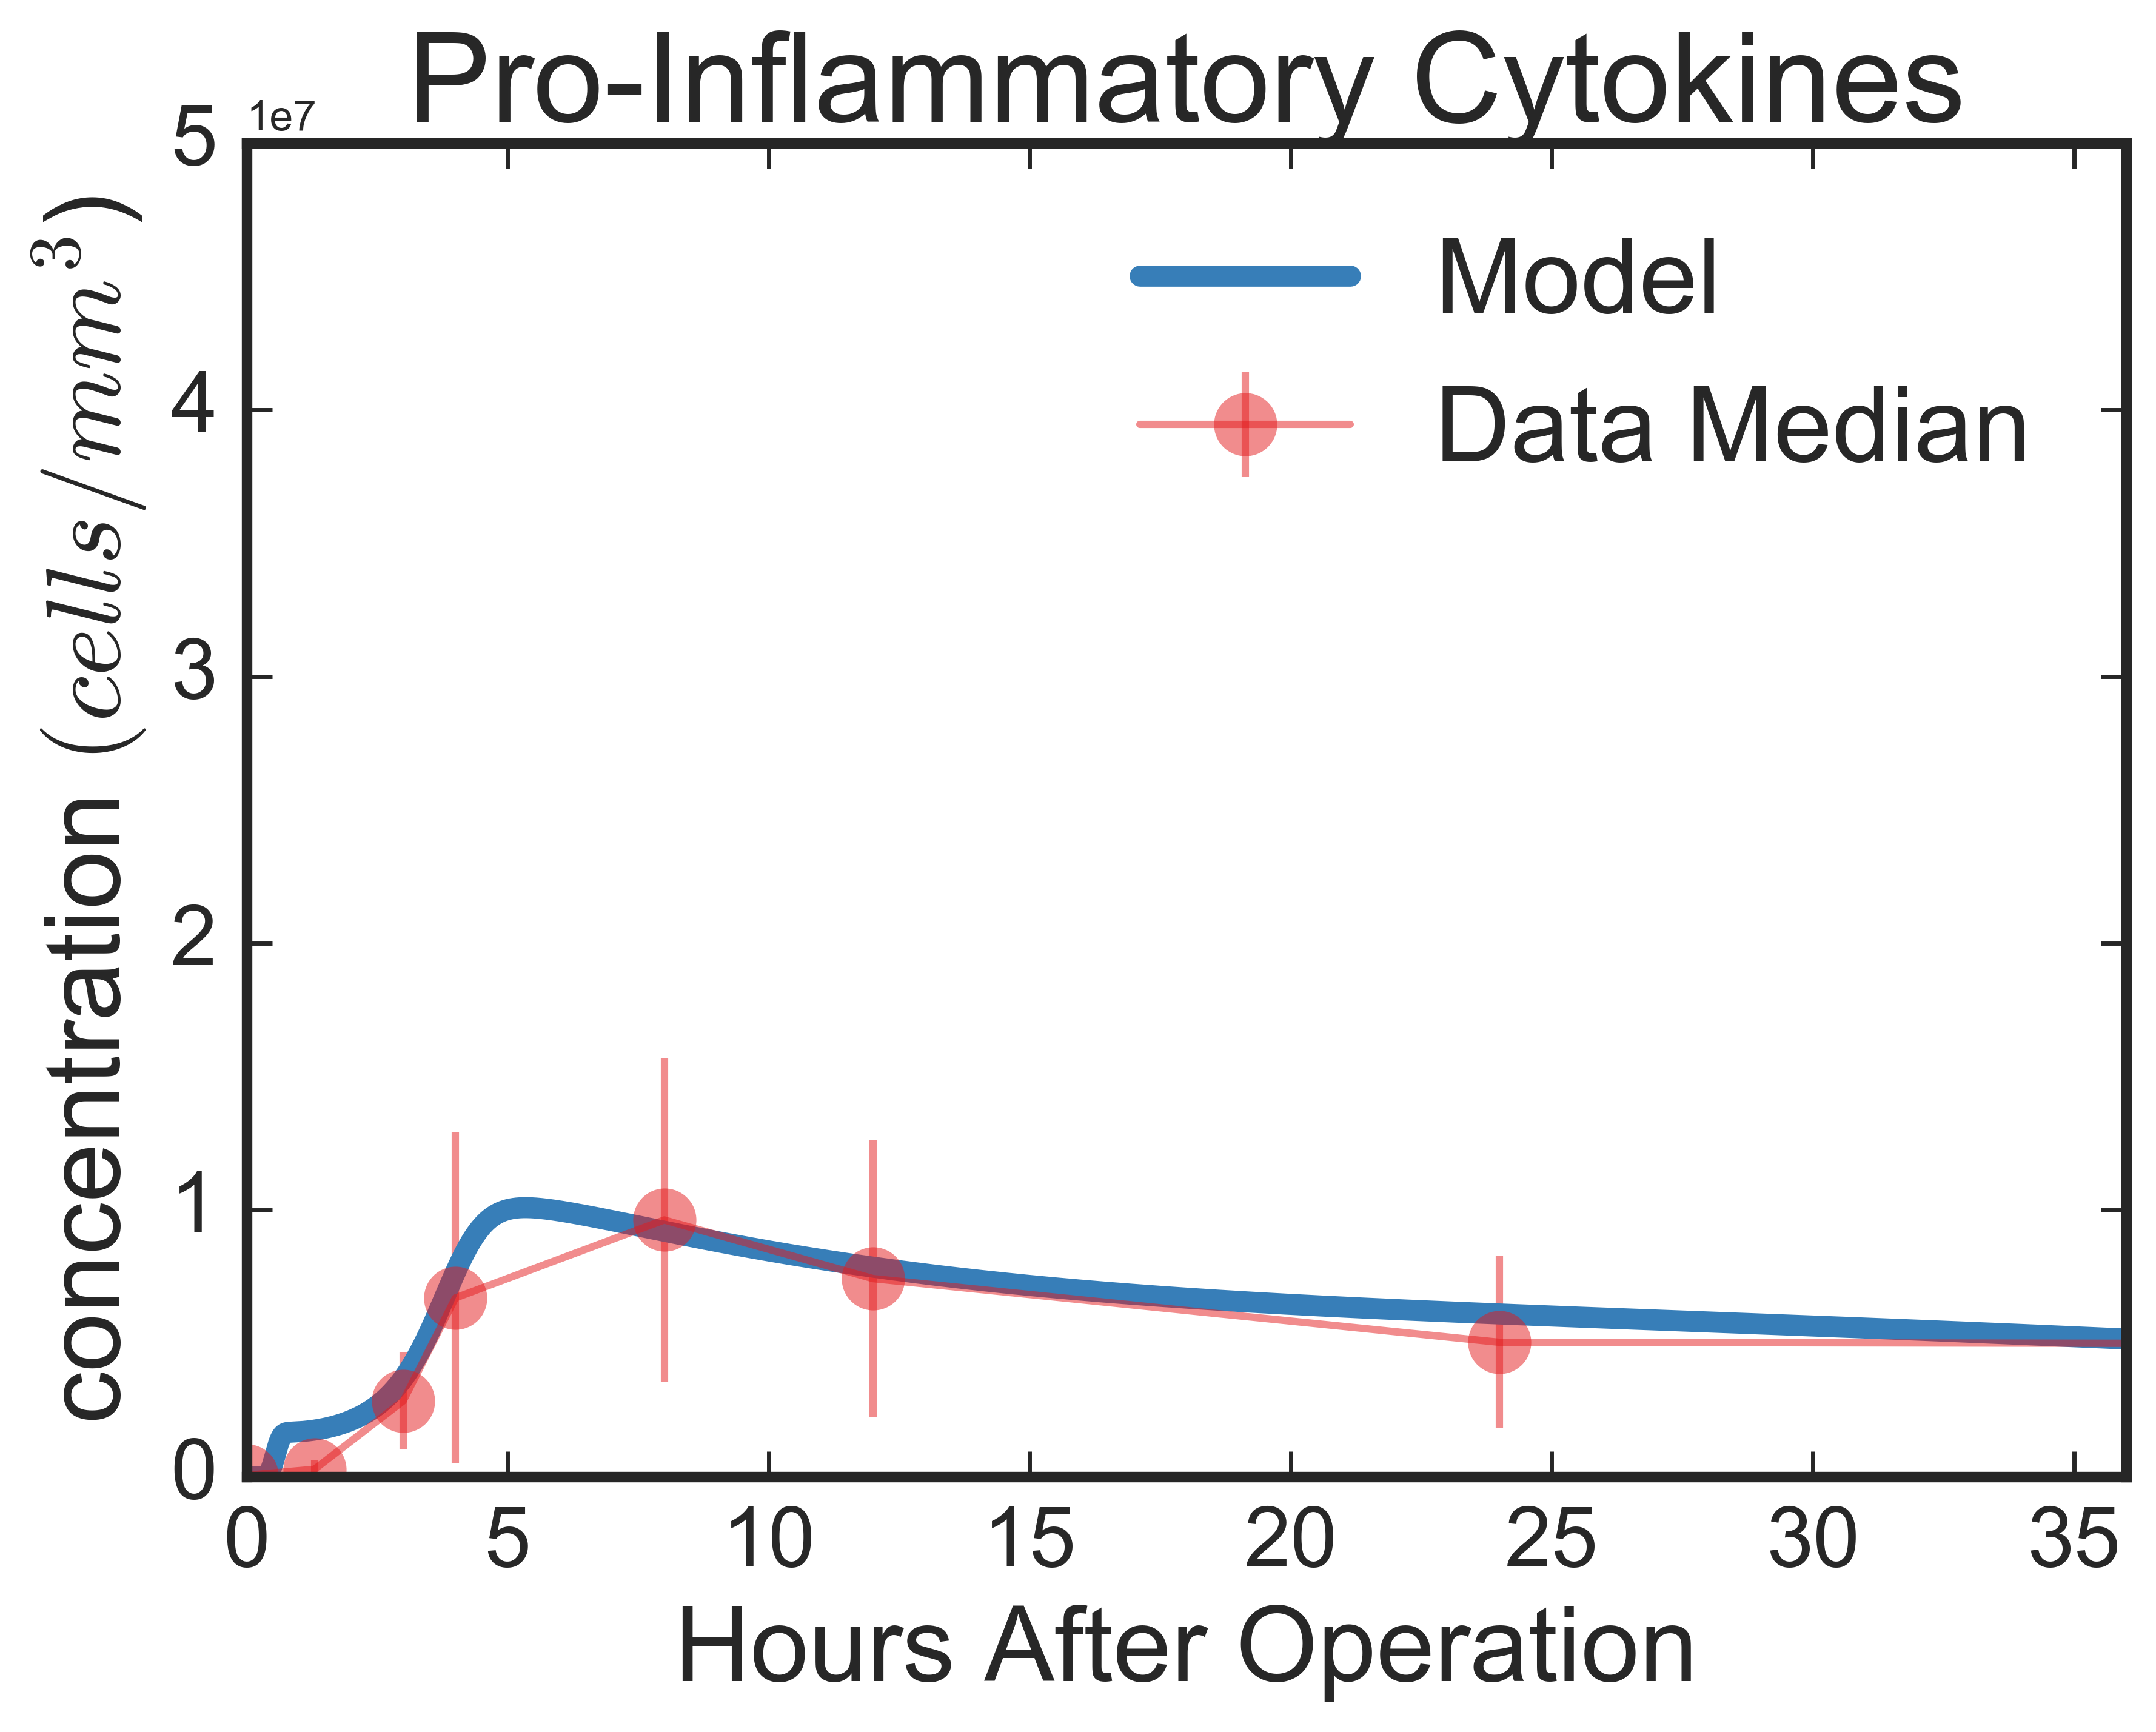 Pro-Inflammatory Cytokines
1e7
5
4
3
2
1
0
concentration (cells/mm³)
Model
Data Median
0 5 10 15 20 25 30 35
Hours After Operation